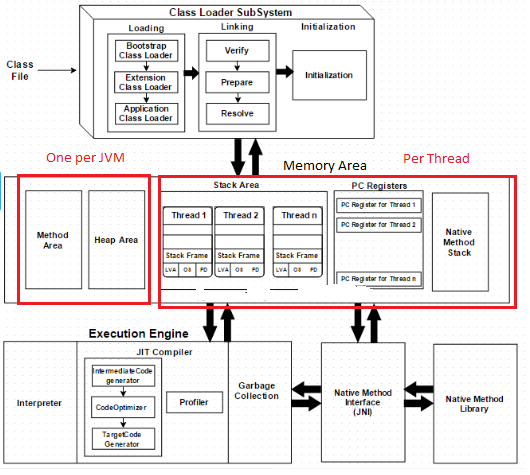 Class Loader SubSystem
Loading
Linking
Initialization
Class
File
Bootstrap
Class Loader
Extension
Class Loader
Application
Class Loader
Verify
Prepare
Resolve
Initialization
One per JVM
Memory Area
Per Thread
Method
Area
Heap Area
Stack Area
Thread 1
Stack Frame
LVA OS FD
Thread 2
Stack Frame
LVA OS FD
Thread n
Stack Frame
LVA OS FD
PC Registers
PC Register for Thread 1
PC Register for Thread 2
PC Register for Thread n
Native
Method
Stack
Execution Engine
Interpreter
JIT Compiler
IntermediateCode
generator
CodeOptimizer
TargetCode
Generator
Profiler
Garbage
Collection
Native Method
Interface
(JNI)
Native Method
Library